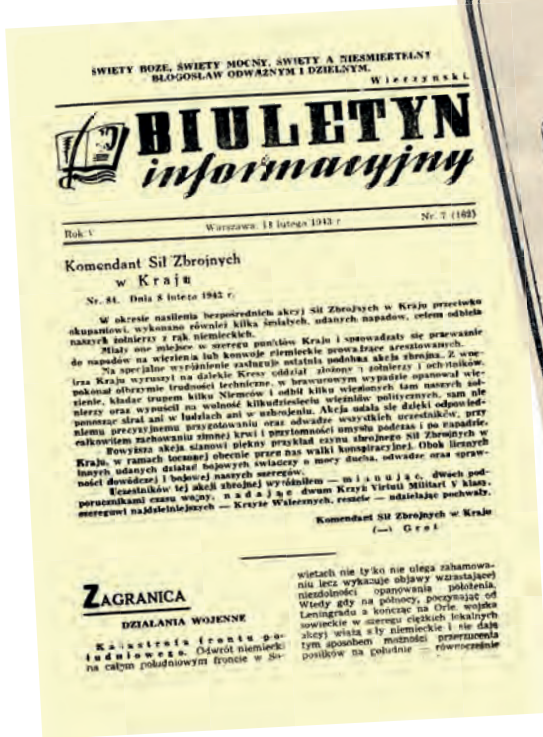 ŚWIĘTY BOŻE, ŚWIĘTY MOCNY, ŚWIĘTY A NIEŚMIERTELNY
BŁOGOSŁAW ODWAŻNYM I DZIELNYM.
Wierzyński.
BIULETYN
informacyjny
Rok V
Warszawa, 18 lutego 1943 r
Nr. 7 (162)
Komendant Sił Zbrojnych
w Kraju
Nr. 84. Dnia 8 lutego 1943 r.
W okresie nasilenia bezpośrednich akcyj Sił Zbrojnych w Kraju przeciwko
okupantowi, wykonano również kilka śmiałych, udanych napadów, celem odbicia
naszych żołnierzy z rąk niemieckich.
Miały one miejsce w szeregu punktów Kraju i sprowadzały się przeważnie
do napadów na więzienia lub konwoje niemieckie prowadzące aresztowanych.
Na specjalne wyróżnienie zasługuje ostatnia podobna akcja zbrojna. Z wnę-
trza Kraju wyruszył na dalekie Kresy oddział złożony z żołnierzy i ochotników,
pokonał olbrzymie trudności techniczne, w brawurowym wypadzie opanował wię-
zienie, kładąc trupem kilku Niemców i odbił kilku więzionych tam naszych żoł-
nierzy oraz wypuścił na wolność kilkudziesięciu więźniów politycznych, sam nie
ponosząc strat ani w ludziach ani w uzbrojeniu. Akcja udała się dzięki odpowied-
niemu precyzyjnemu przygotowaniu oraz odwadze wszystkich uczestników, przy
całkowitem zachowaniu zimnej krwi i przytomności umysłu podczas i po napadzie.
Powyższa akcja stanowi piękny przykład czynu zbrojnego Sił Zbrojnych w
Kraju, w ramach toczonej obecnie przez nas walki konspiracyjnej. Obok licznych
innych udanych działań bojowych świadczy o mocy ducha, odwadze oraz spraw-
ności dowódczej i bojowej naszych szeregów.
Uczestników tej akcji zbrojnej wyróżniłem — mianując, dwóch pod-
porucznikami czasu wojny, nadając dwum Krzyż Virtuti Militari V klasy,
szeregowi najdzielniejszych — Krzyże Walecznych, reszcie — udzielając pochwały.
Komendant Sił Zbrojnych w Kraju
(—) Grot
ZAGRANICA
DZIAŁANIA WOJENNE
Katastrofa frontu po-
łudniowego. Odwrót niemiecki
na całym południowym froncie w So-
wietach nie tylko nie ulega zahamowa-
niu lecz wykazuje objawy wzrastającej
niezdolności opanowania położenia.
Wtedy gdy na północy, poczynając od
Leningradu a kończąc na Orle, wojska
sowieckie w szeregu ciężkich lokalnych
akcyj wiążą siły niemieckie i nie dają
tym sposobem możności przerzucenia
posiłków na południe — równocześnie